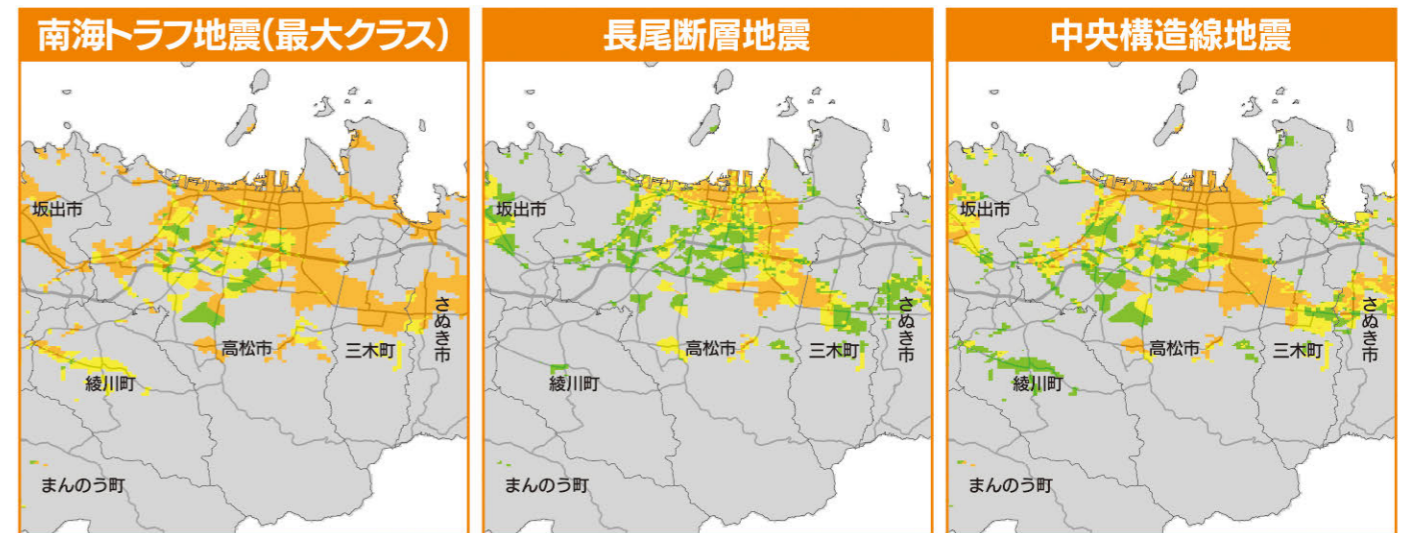 南海トラフ地震(最大クラス)
坂出市
さぬき市
高松市
三木町
綾川町
まんのう町
長尾断層地震
坂出市
さぬき市
高松市
三木町
綾川町
まんのう町
中央構造線地震
坂出市
さぬき市
高松市
三木町
綾川町
まんのう町